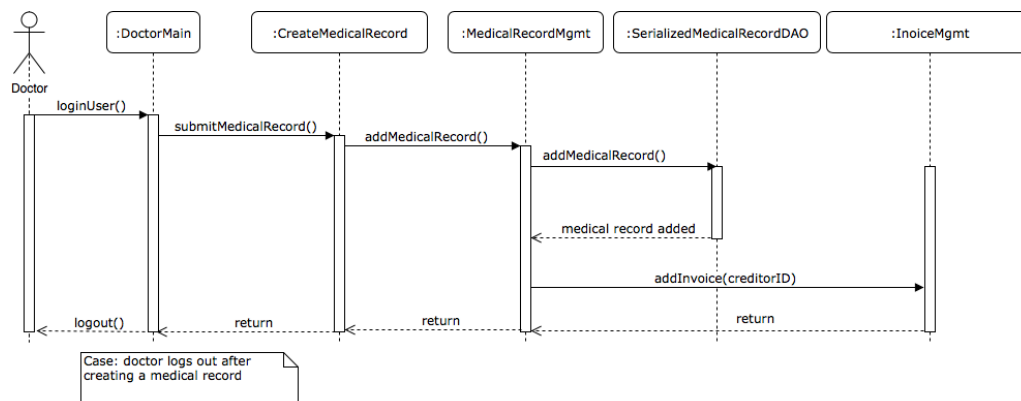 :DoctorMain
:CreateMedicalRecord
:MedicalRecordMgmt
:SerializedMedicalRecordDAO
:InoiceMgmt
Doctor
loginUser()
submitMedicalRecord()
addMedicalRecord()
addMedicalRecord()
medical record added
addInvoice(creditorID)
logout()
return
return
return
Case: doctor logs out after
creating a medical record